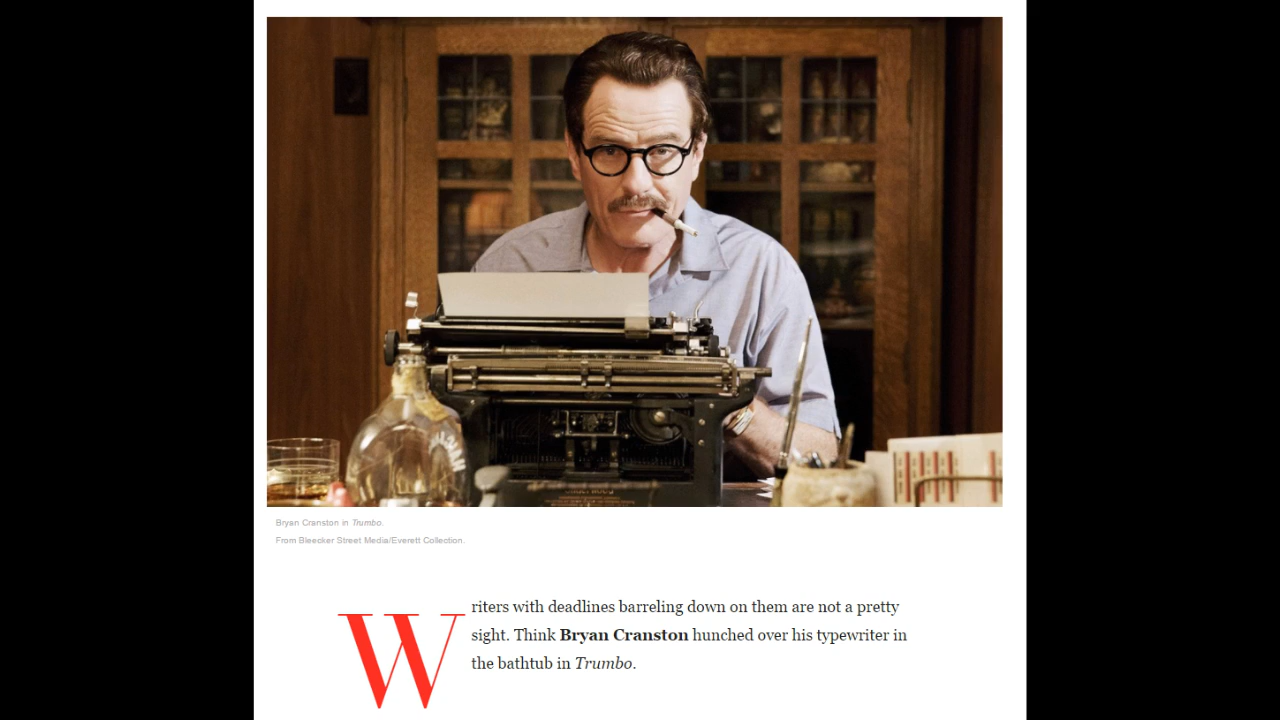 Bryan Cranston in Trumbo.
From Bleecker Street Media/Everett Collection.
Writers with deadlines barreling down on them are not a pretty
sight. Think Bryan Cranston hunched over his typewriter in
the bathtub in Trumbo.